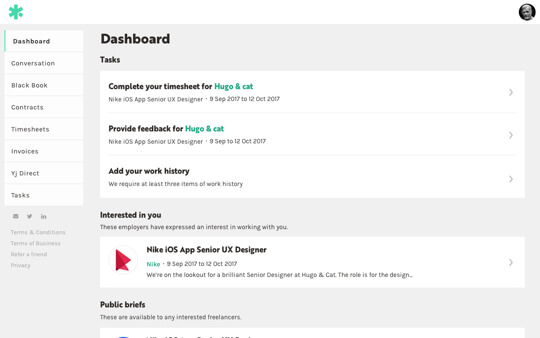 Dashboard
Conversation
Black Book
Contracts
Timesheets
Invoices
Yj Direct
Tasks
Terms & Conditions
Terms of Business
Refer a friend
Privacy
Dashboard
Tasks
Complete your timesheet for Hugo & cat
Nike iOS App Senior UX Designer · 9 Sep 2017 to 12 Oct 2017
Provide feedback for Hugo & cat
Nike iOS App Senior UX Designer · 9 Sep to 12 Oct 2017
Add your work history
We require at least three items of work history
Interested in you
These employers have expressed an interest in working with you.
Nike iOS App Senior UX Designer
Nike · 9 Sep 2017 to 12 Oct 2017
We're on the lookout for a brilliant Senior Designer at Hugo & Cat. The role is for the design...
Public briefs
These are available to any interested freelancers.